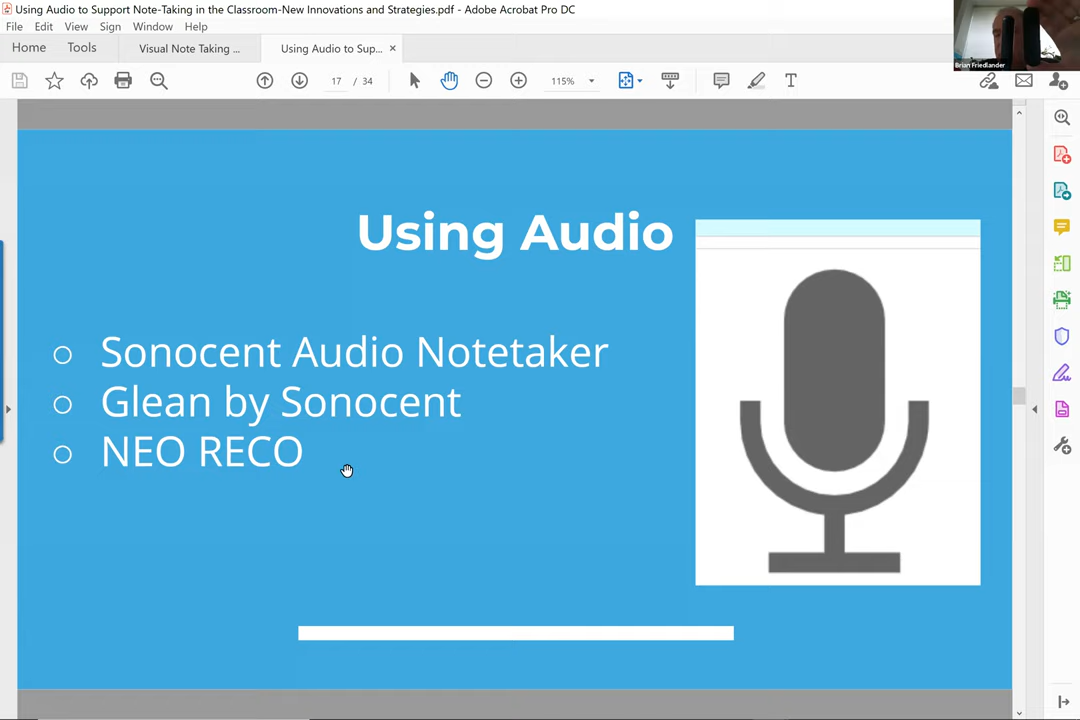 Using Audio to Support Note-Taking in the Classroom-New Innovations and Strategies.pdf - Adobe Acrobat Pro DC
File Edit View Sign Window Help
Home Tools Visual Note Taking ... Using Audio to Sup... ×
17 / 34 115%
Brian Friedlander
Using Audio
Sonocent Audio Notetaker
Glean by Sonocent
NEO RECO